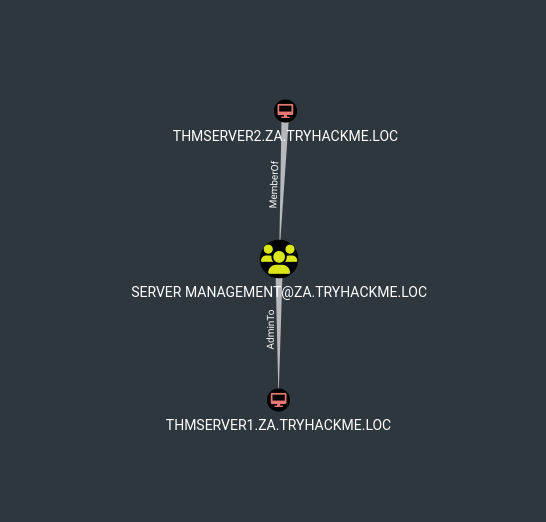 THMSERVER2.ZA.TRYHACKME.LOC
MemberOf
SERVER MANAGEMENT@ZA.TRYHACKME.LOC
AdminTo
THMSERVER1.ZA.TRYHACKME.LOC